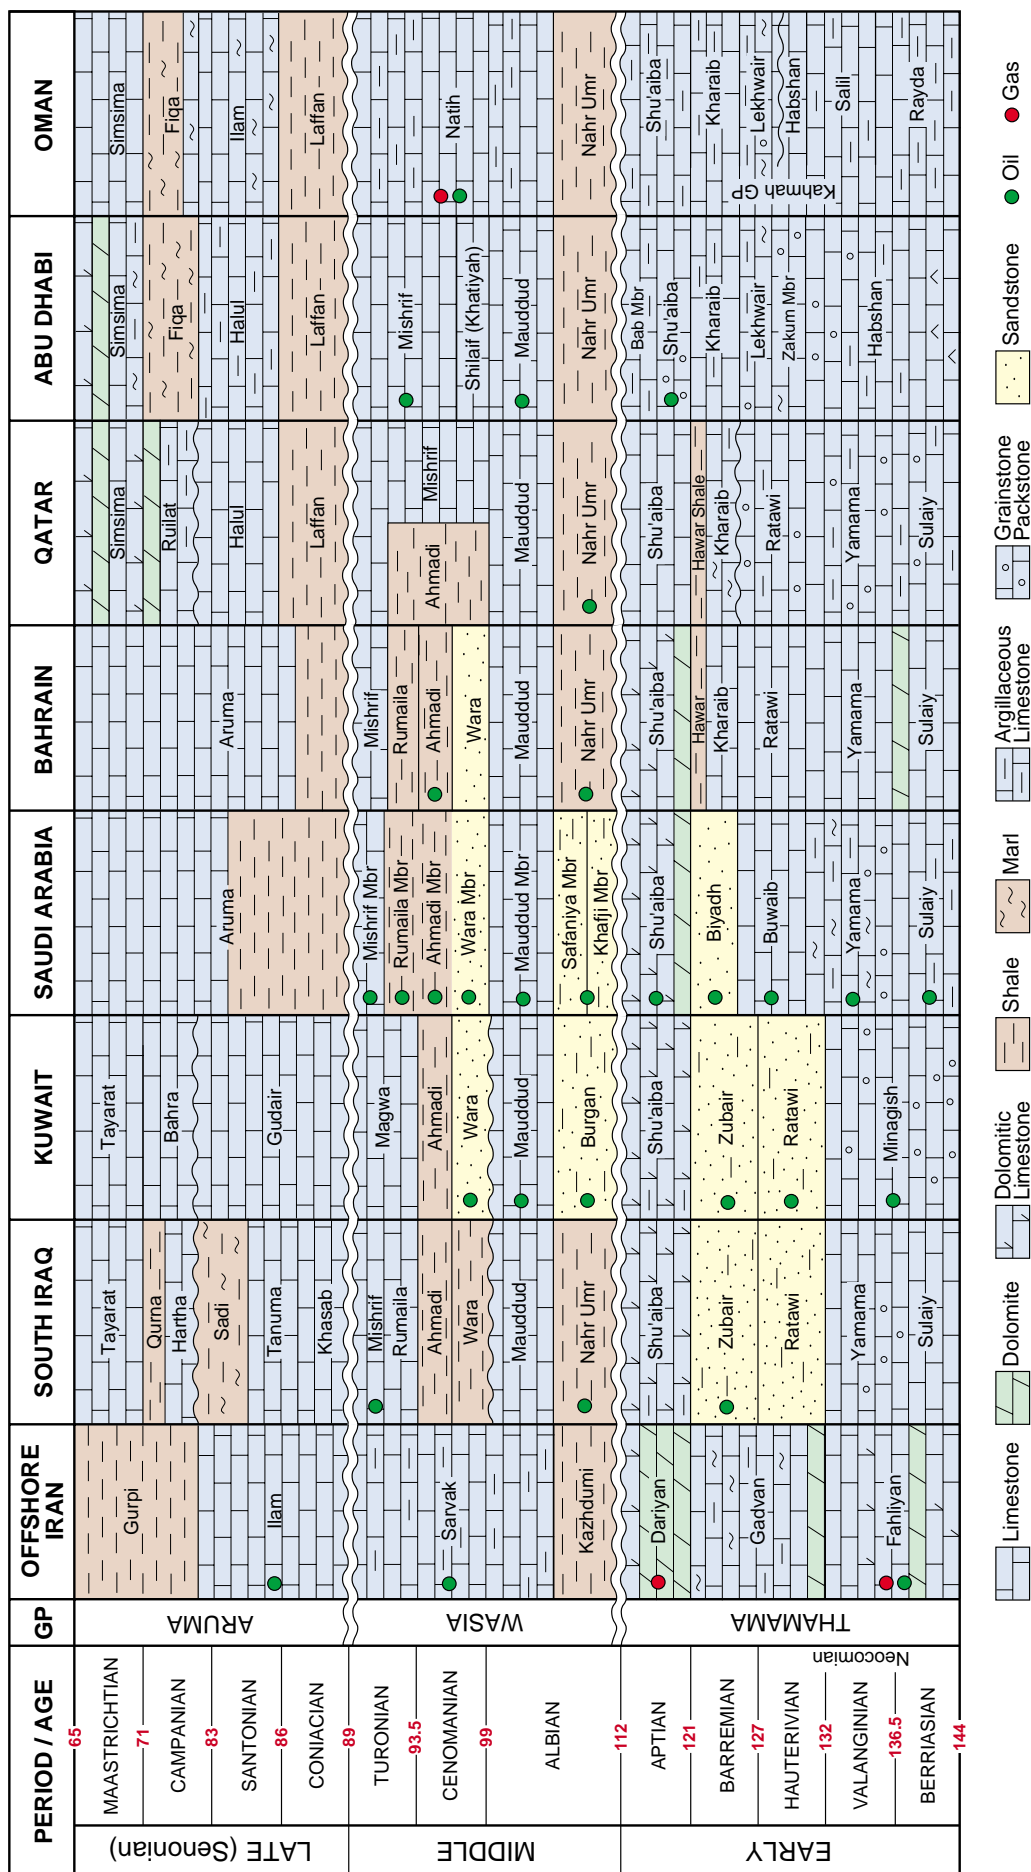 PERIOD / AGE
GP
OFFSHORE
IRAN
SOUTH IRAQ
KUWAIT
SAUDI ARABIA
BAHRAIN
QATAR
ABU DHABI
OMAN
LATE (Senonian)
MIDDLE
EARLY
65
MAASTRICHTIAN
71
CAMPANIAN
83
SANTONIAN
86
CONIACIAN
89
TURONIAN
93.5
CENOMANIAN
99
ALBIAN
112
APTIAN
121
BARREMIAN
127
HAUTERIVIAN
132
VALANGINIAN
136.5
BERRIASIAN
144
Neocomian
ARUMA
WASIA
THAMAMA
Gurpi
Ilam
Sarvak
Kazhdumi
Dariyan
Gadvan
Fahliyan
Tayarat
Qurna
Hartha
Sadi
Tanuma
Khasab
Mishrif
Rumaila
Ahmadi
Wara
Mauddud
Nahr Umr
Shu'aiba
Zubair
Ratawi
Yamama
Sulaiy
Tayarat
Bahra
Gudair
Magwa
Ahmadi
Wara
Mauddud
Burgan
Shu'aiba
Zubair
Ratawi
Minagish
Aruma
Mishrif Mbr
Rumaila Mbr
Ahmadi Mbr
Wara Mbr
Mauddud Mbr
Safaniya Mbr
Khafji Mbr
Shu'aiba
Biyadh
Buwaib
Yamama
Sulaiy
Aruma
Mishrif
Rumaila
Ahmadi
Wara
Mauddud
Nahr Umr
Shu'aiba
Hawar
Kharaib
Ratawi
Yamama
Sulaiy
Simsima
Ruilat
Halul
Laffan
Mishrif
Ahmadi
Mauddud
Nahr Umr
Shu'aiba
Hawar Shale
Kharaib
Ratawi
Yamama
Sulaiy
Simsima
Fiqa
Halul
Laffan
Mishrif
Shilaif (Khatiyah)
Mauddud
Nahr Umr
Bab Mbr
Shu'aiba
Kharaib
Lekhwair
Zakum Mbr
Habshan
Simsima
Fiqa
Ilam
Laffan
Natih
Nahr Umr
Shu'aiba
Kharaib
Lekhwair
Habshan
Kahmah GP
Salil
Rayda
Limestone
Dolomite
Dolomitic
Limestone
Shale
Marl
Argillaceous
Limestone
Grainstone
Packstone
Sandstone
Oil
Gas